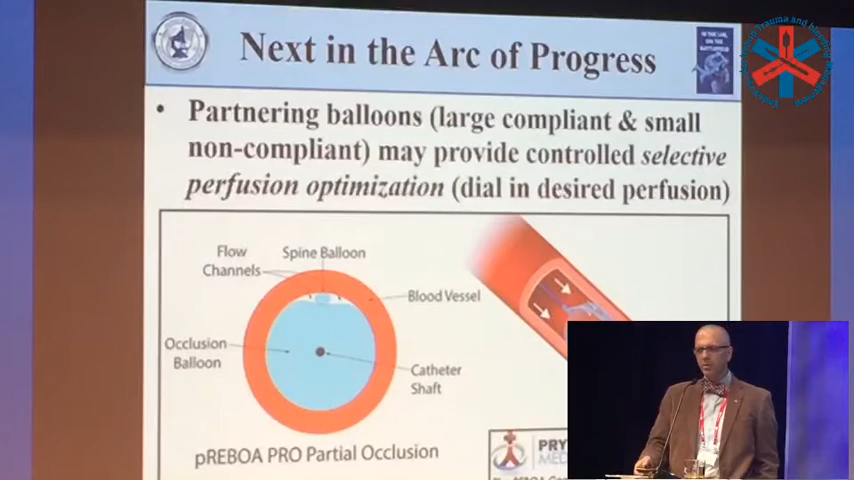 Next in the Arc of Progress
• Partnering balloons (large compliant & small
non-compliant) may provide controlled selective
perfusion optimization (dial in desired perfusion)
Flow
Channels
Spine Balloon
Blood Vessel
Occlusion
Balloon
Catheter
Shaft
pREBOA PRO Partial Occlusion
PRY
MED